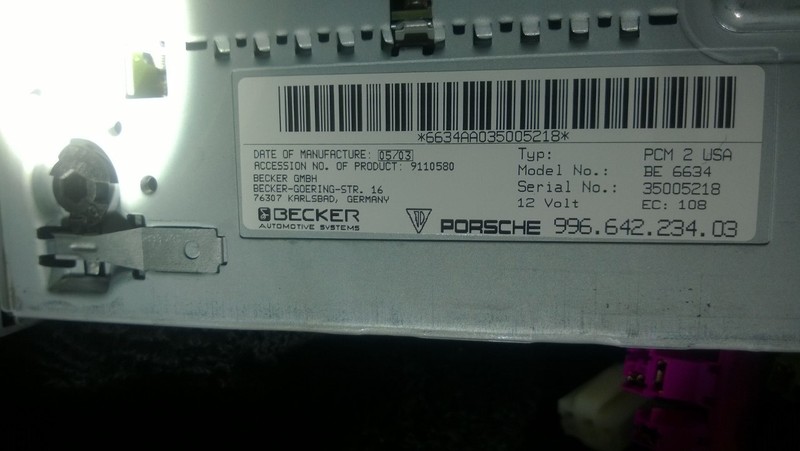 *6634AA035005218*
DATE OF MANUFACTURE: 05/03
ACCESSION NO. OF PRODUCT: 9110580
BECKER GMBH
BECKER-GOERING-STR. 16
76307 KARLSBAD, GERMANY
BECKER
AUTOMOTIVE SYSTEMS
Typ: PCM 2 USA
Model No.: BE 6634
Serial No.: 35005218
12 Volt EC: 108
PORSCHE 996.642.234.03